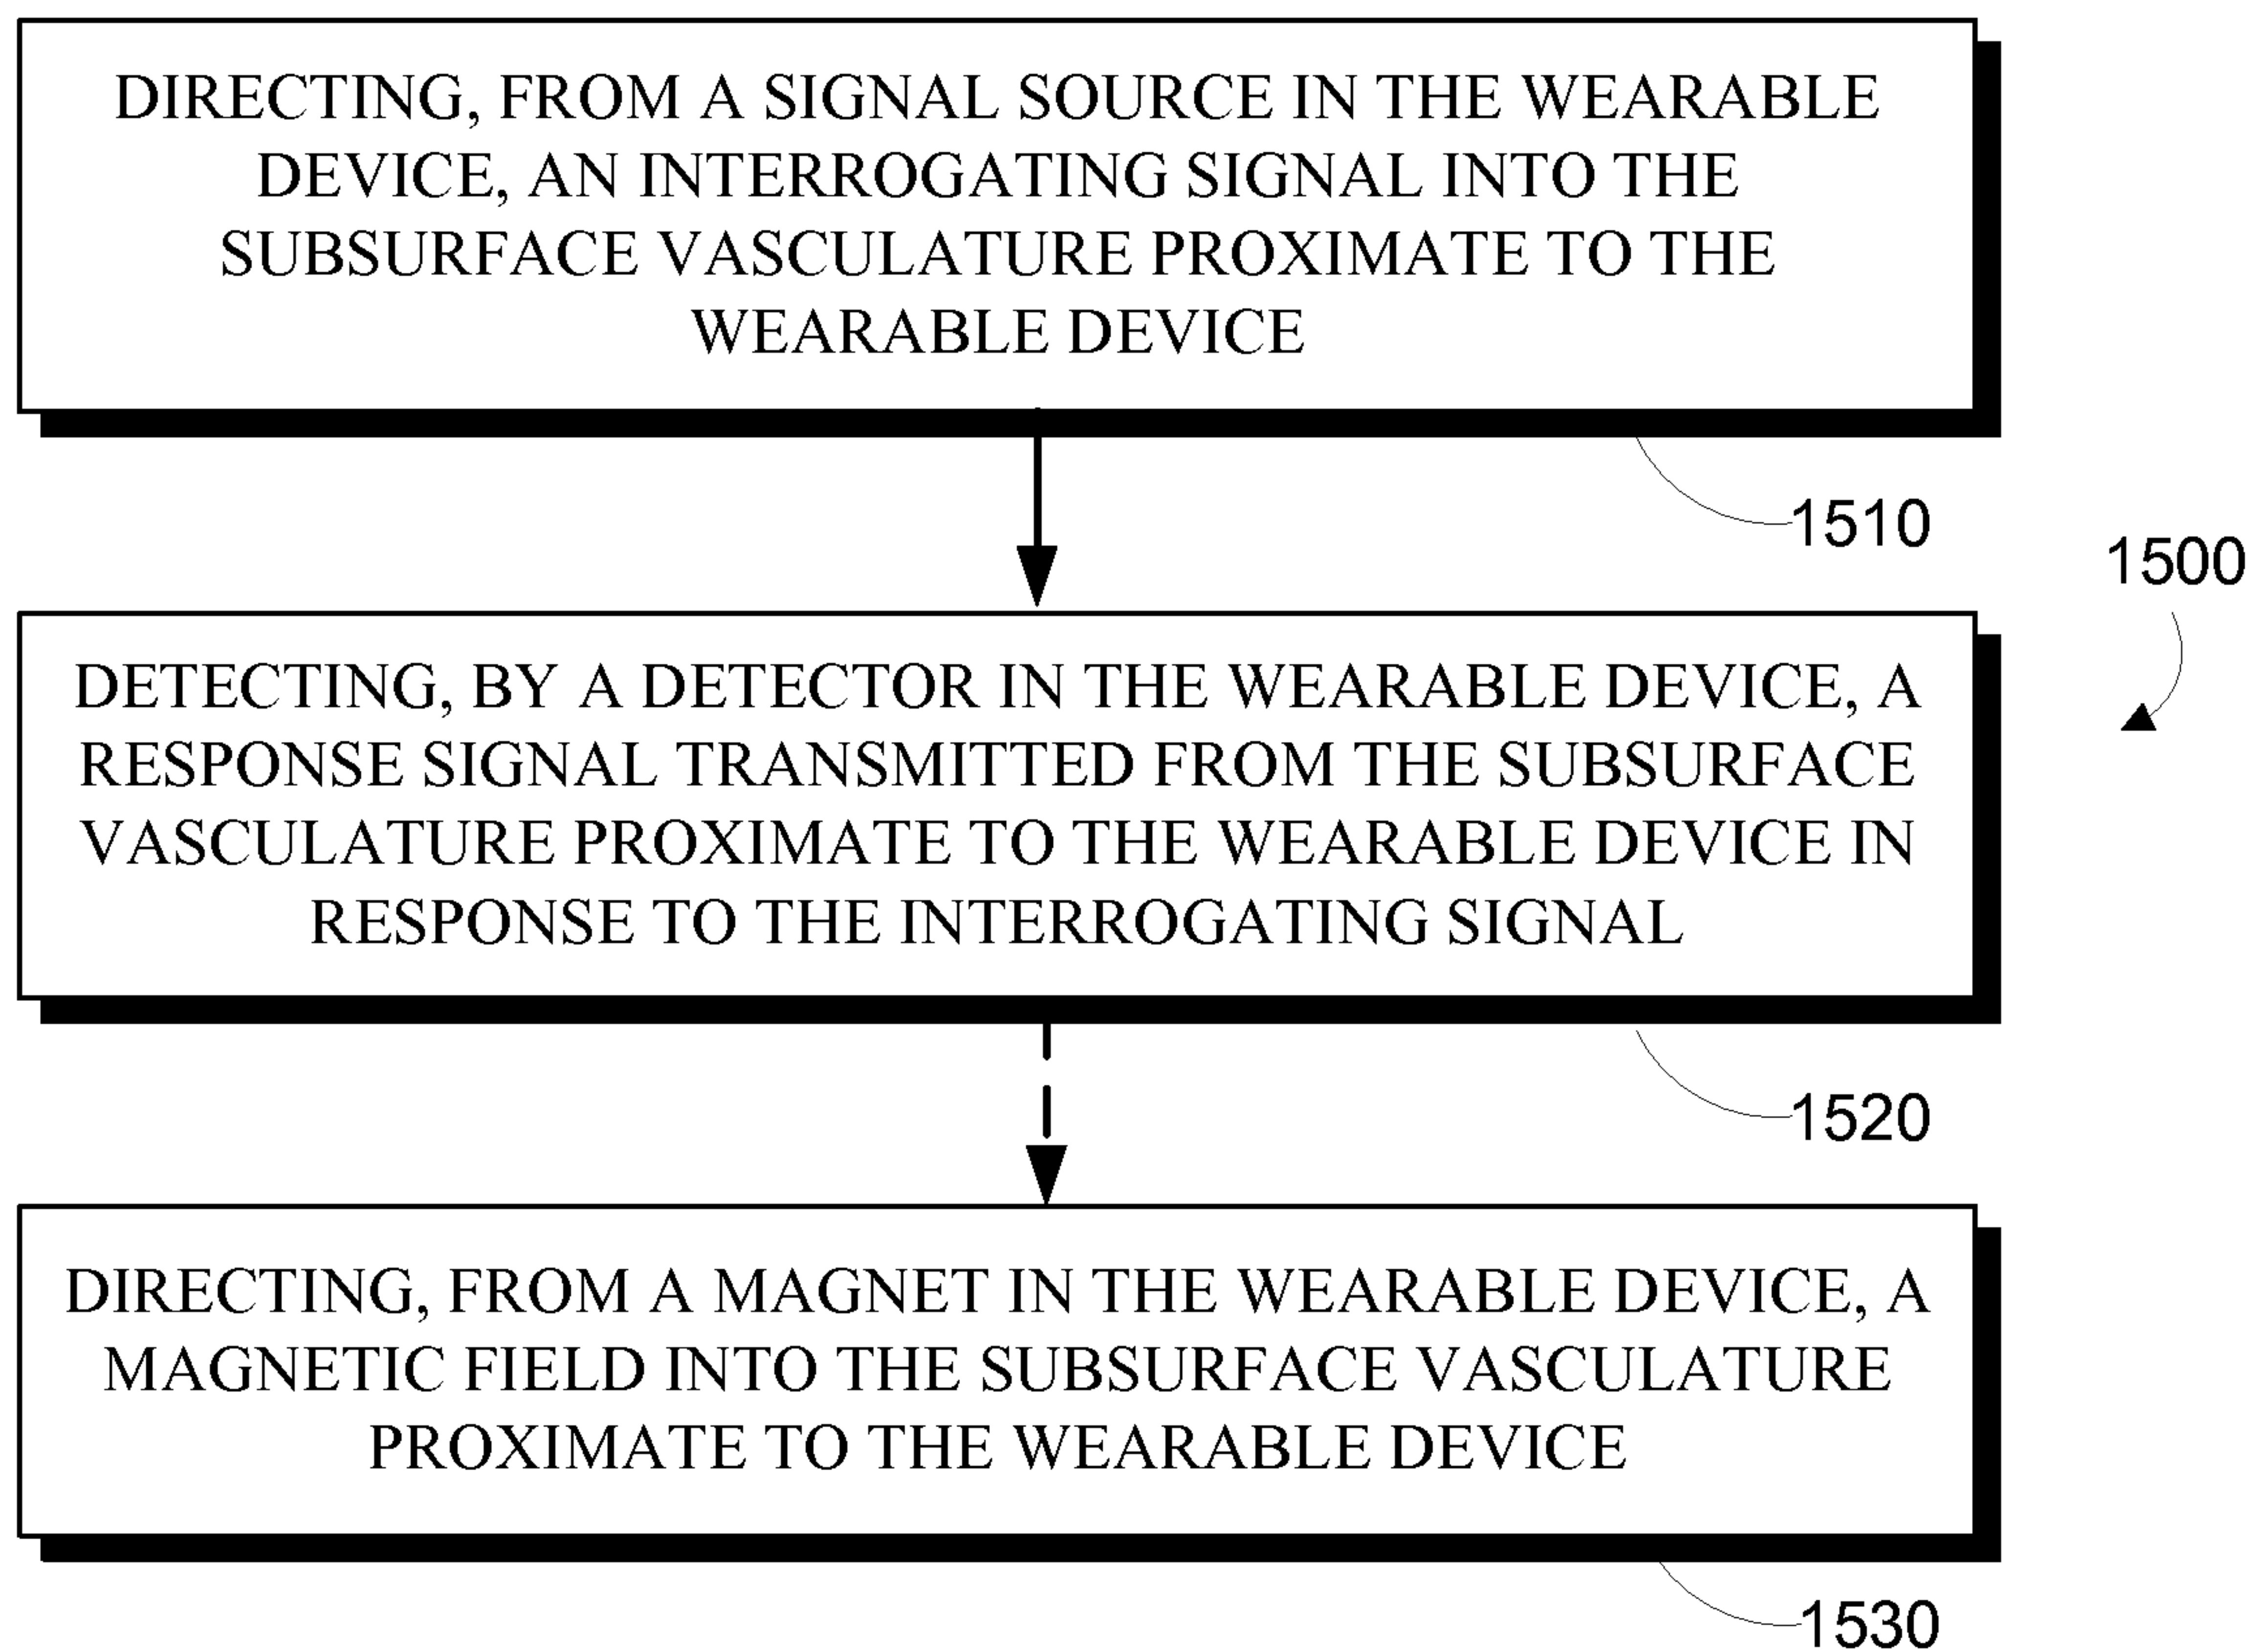 DIRECTING, FROM A SIGNAL SOURCE IN THE WEARABLE
DEVICE, AN INTERROGATING SIGNAL INTO THE
SUBSURFACE VASCULATURE PROXIMATE TO THE
WEARABLE DEVICE
1510
1500
DETECTING, BY A DETECTOR IN THE WEARABLE DEVICE, A
RESPONSE SIGNAL TRANSMITTED FROM THE SUBSURFACE
VASCULATURE PROXIMATE TO THE WEARABLE DEVICE IN
RESPONSE TO THE INTERROGATING SIGNAL
1520
DIRECTING, FROM A MAGNET IN THE WEARABLE DEVICE, A
MAGNETIC FIELD INTO THE SUBSURFACE VASCULATURE
PROXIMATE TO THE WEARABLE DEVICE
1530